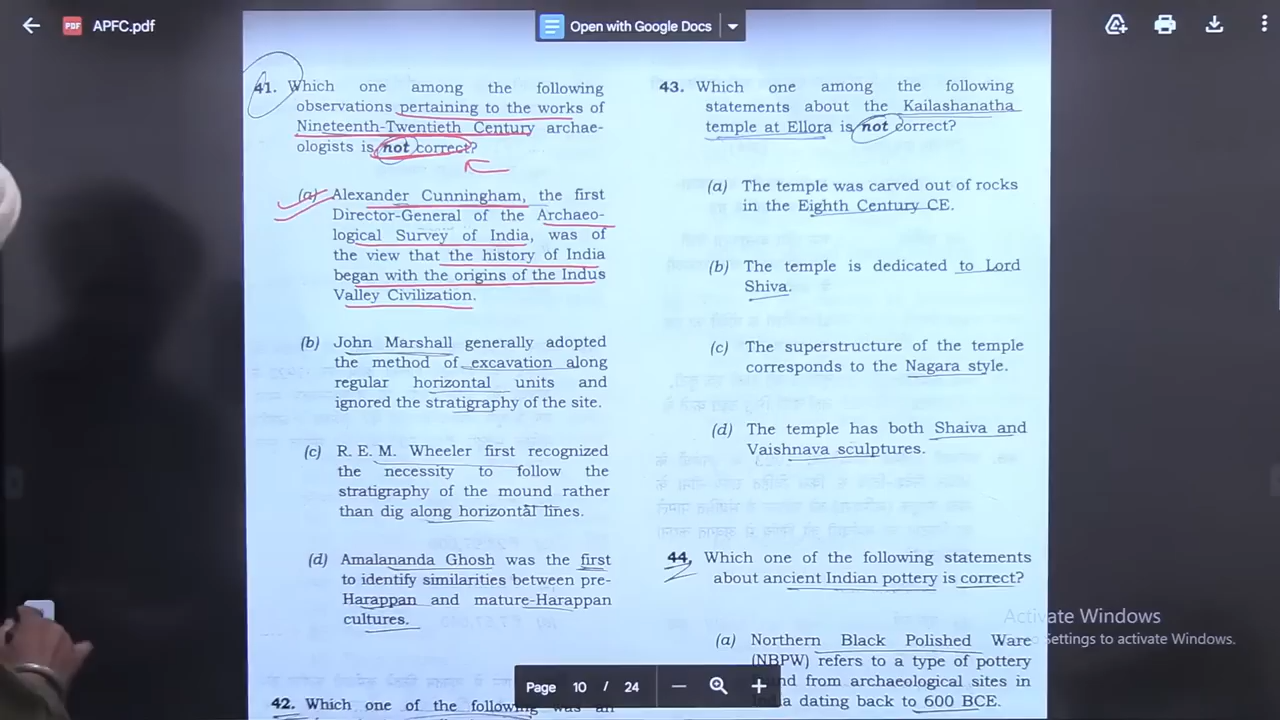 APFC.pdf
Open with Google Docs
41. Which one among the following
observations pertaining to the works of
Nineteenth-Twentieth Century archae-
ologists is not correct?
(a) Alexander Cunningham, the first
Director-General of the Archaeo-
logical Survey of India, was of
the view that the history of India
began with the origins of the Indus
Valley Civilization.
(b) John Marshall generally adopted
the method of excavation along
regular horizontal units and
ignored the stratigraphy of the site.
(c) R. E. M. Wheeler first recognized
the necessity to follow the
stratigraphy of the mound rather
than dig along horizontal lines.
(d) Amalananda Ghosh was the first
to identify similarities between pre-
Harappan and mature-Harappan
cultures.
42. Which one of the following was an
43. Which one among the following
statements about the Kailashanatha
temple at Ellora is not correct?
(a) The temple was carved out of rocks
in the Eighth Century CE.
(b) The temple is dedicated to Lord
Shiva.
(c) The superstructure of the temple
corresponds to the Nagara style.
(d) The temple has both Shaiva and
Vaishnava sculptures.
44. Which one of the following statements
about ancient Indian pottery is correct?
(a) Northern Black Polished Ware
(NBPW) refers to a type of pottery
from archaeological sites in
dating back to 600 BCE.
Activate Windows
Settings to activate Windows.
Page 10 / 24